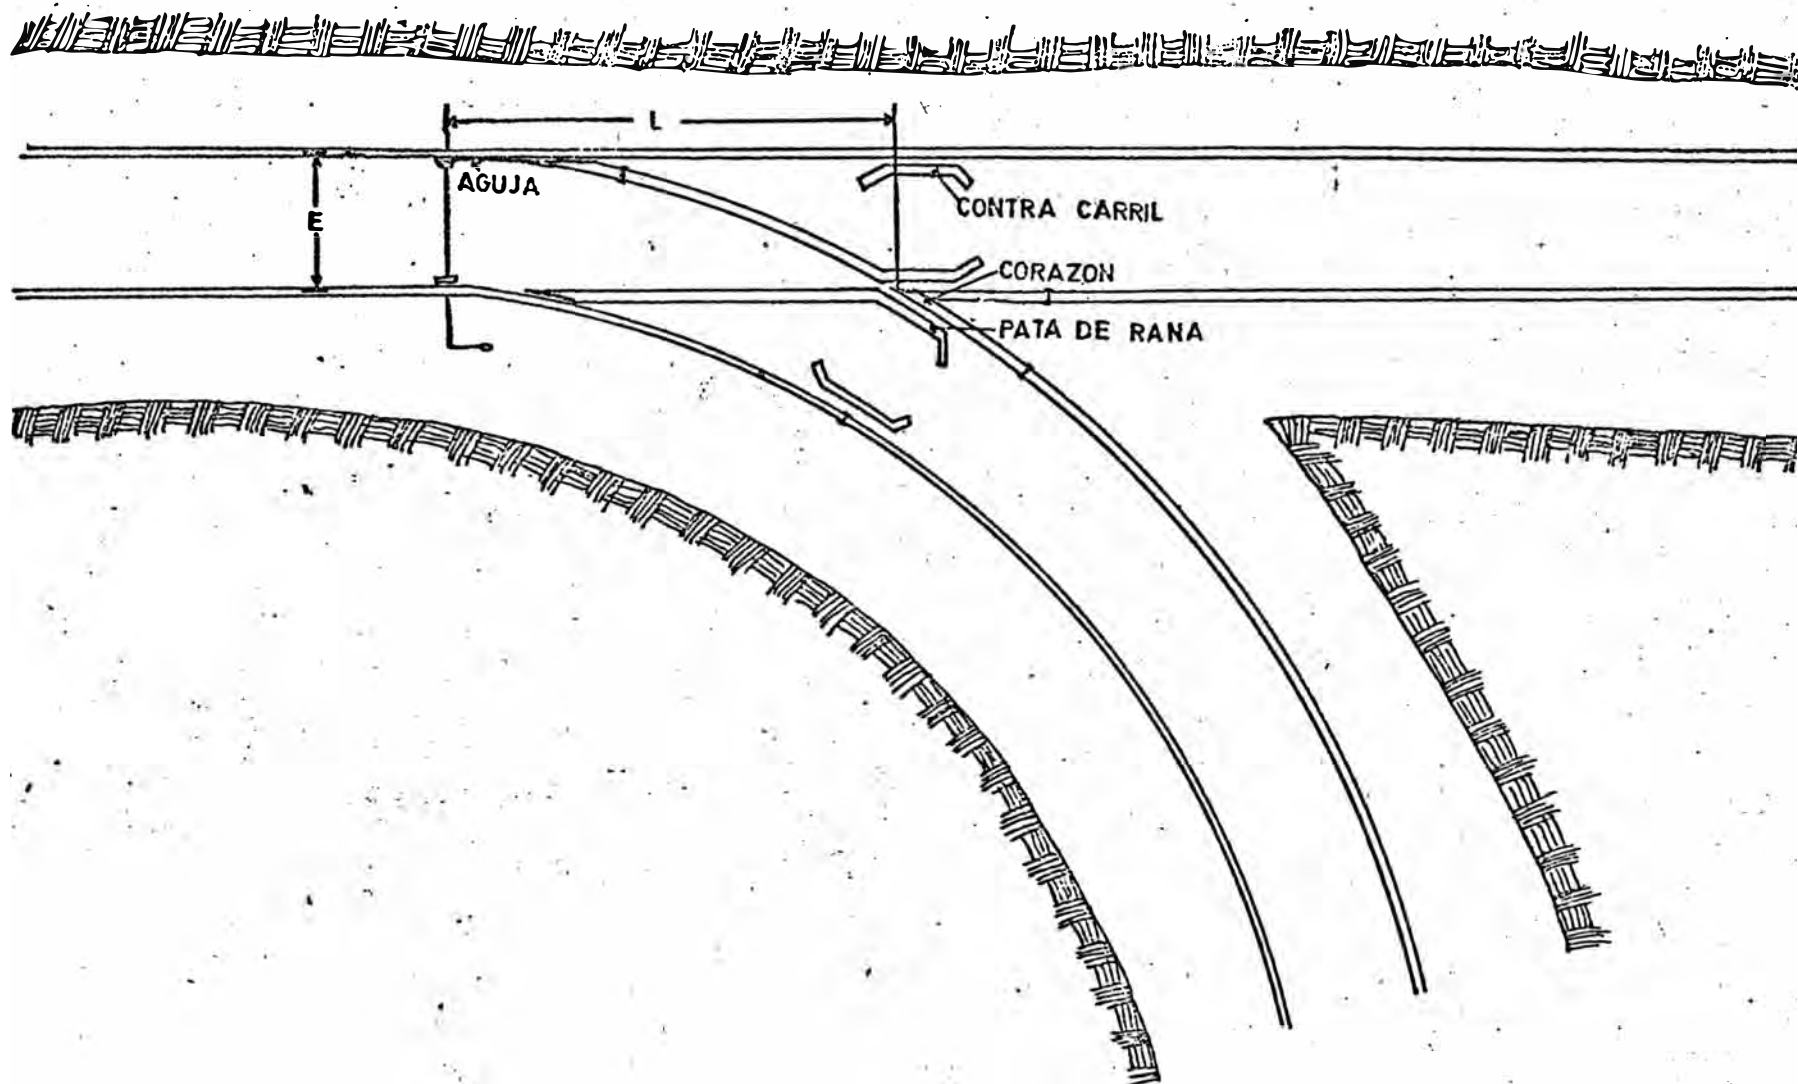 L
AGUJA
E
CONTRA CARRIL
CORAZON
PATA DE RANA